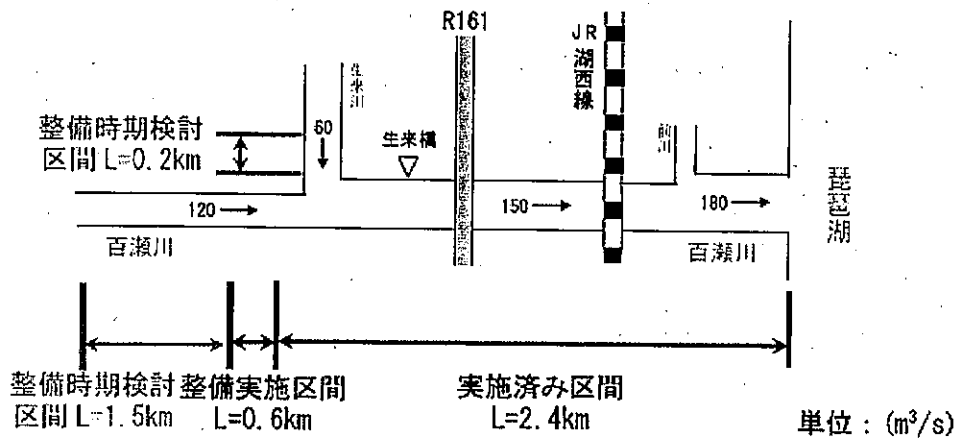 R161
JR
湖西線
生来川
整備時期検討
区間 L=0.2km
60
生来橋
前川
120
150
180
琵琶湖
百瀬川
百瀬川
整備時期検討
区間 L=1.5km
整備実施区間
L=0.6km
実施済み区間
L=2.4km
単位：(m³/s)